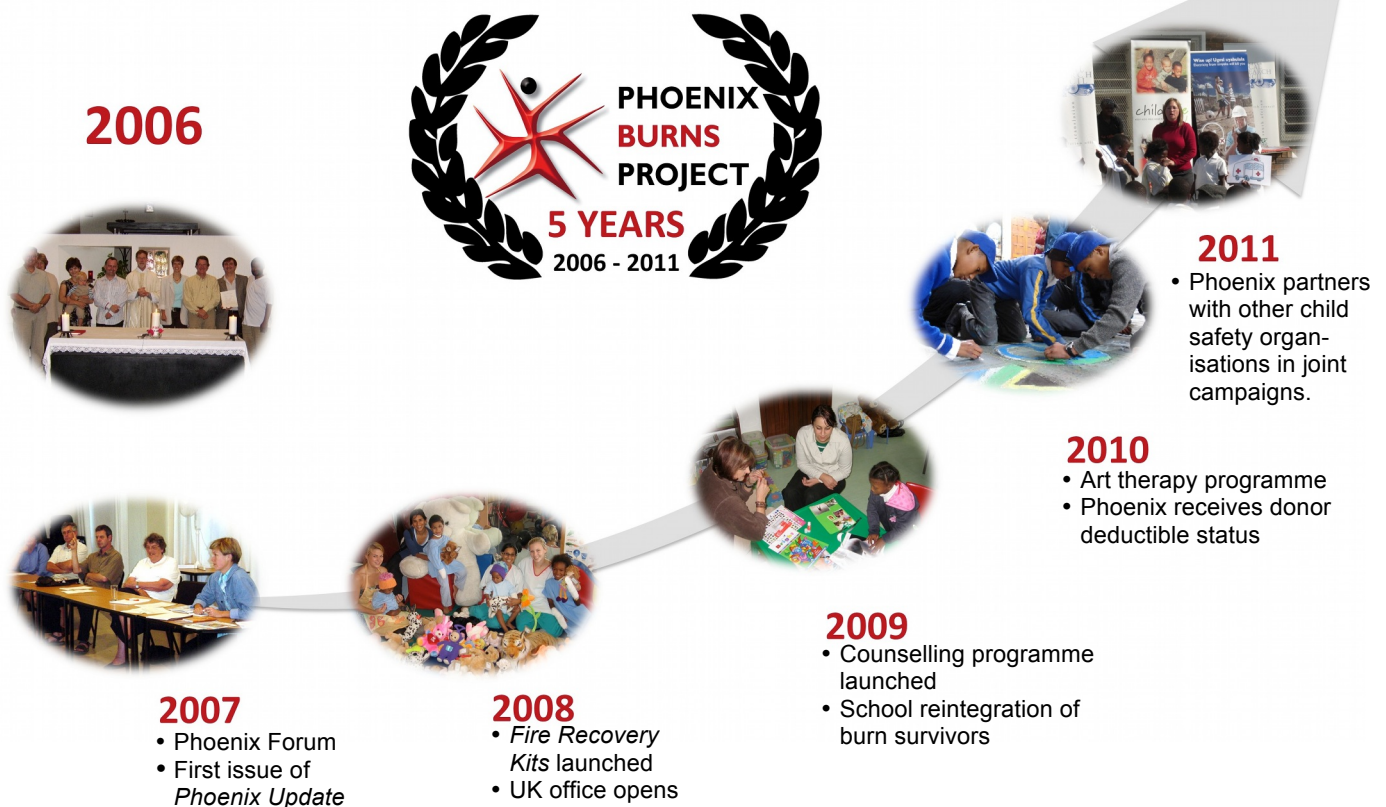 2006
PHOENIX
BURNS
PROJECT
5 YEARS
2006 - 2011
2007
• Phoenix Forum
• First issue of
Phoenix Update
2008
• Fire Recovery
Kits launched
• UK office opens
2009
• Counselling programme
launched
• School reintegration of
burn survivors
2010
• Art therapy programme
• Phoenix receives donor
deductible status
2011
• Phoenix partners
with other child
safety organ-
isations in joint
campaigns.
child